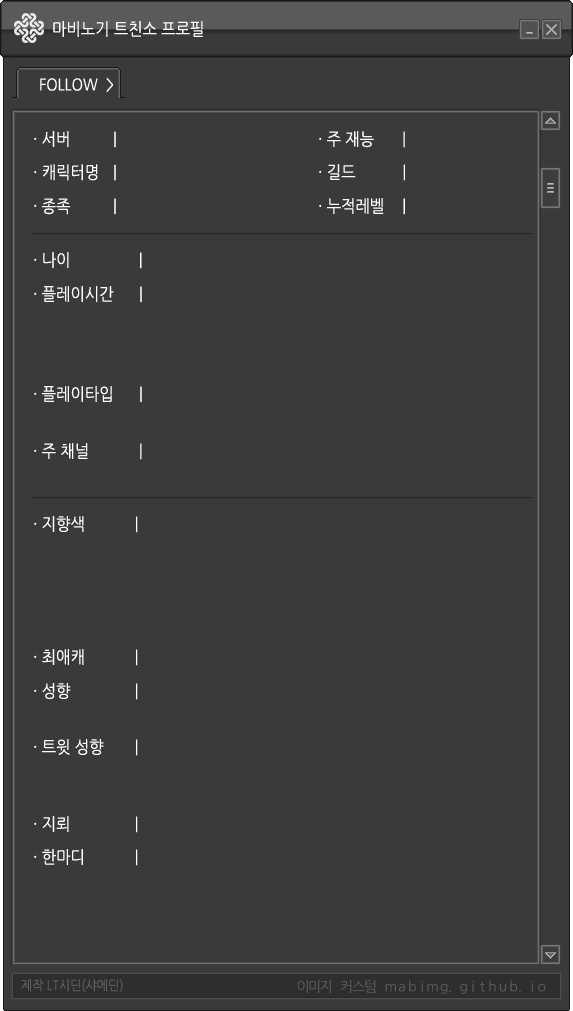 마비노기 트친소 프로필
FOLLOW >
· 서버 | · 주 재능 |
· 캐릭터명 | · 길드 |
· 종족 | · 누적레벨 |
· 나이 |
· 플레이시간 |
· 플레이타입 |
· 주 채널 |
· 지향색 |
· 최애캐 |
· 성향 |
· 트윗 성향 |
· 지뢰 |
· 한마디 |
제작 LT시딘(샤에딘) 이미지 커스텀 mabimg.github.io